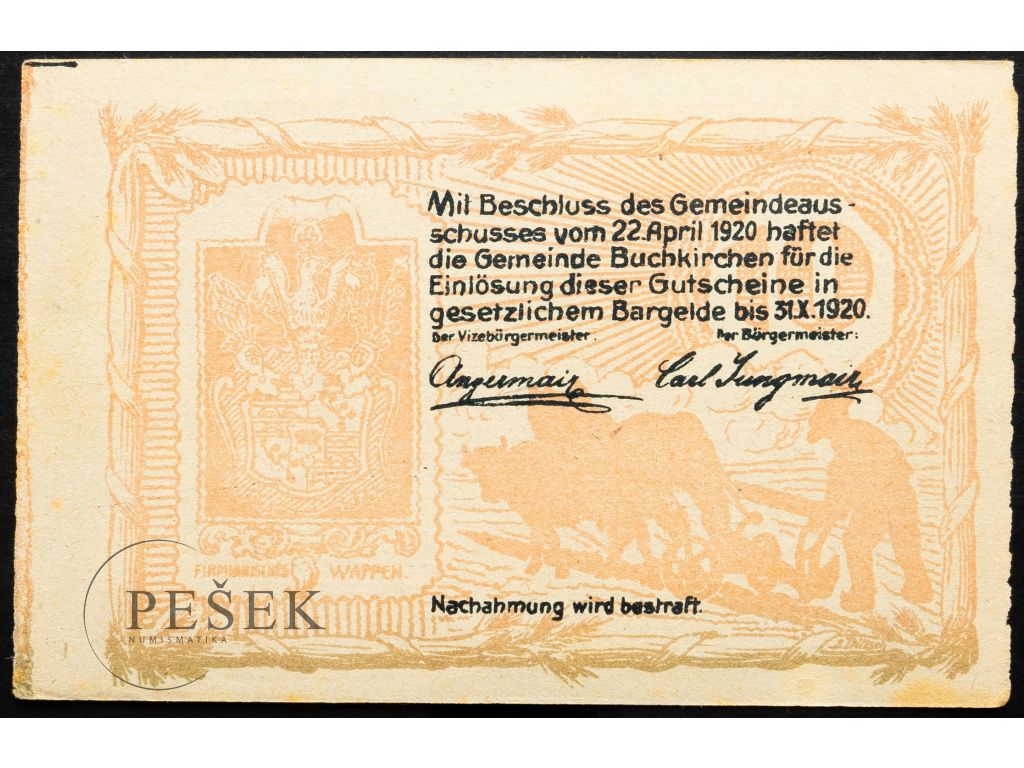 Mit Beschluss des Gemeindeaus-
schusses vom 22. April 1920 haftet
die Gemeinde Buchkirchen für die
Einlösung dieser Gutscheine in
gesetzlichem Bargelde bis 31.X.1920.
Der Vizebürgermeister: Der Bürgermeister:
Angermair Carl Jungmair
FIRMIANISCHES WAPPEN.
PEŠEK
NUMISMATIKA
Nachahmung wird bestraft.